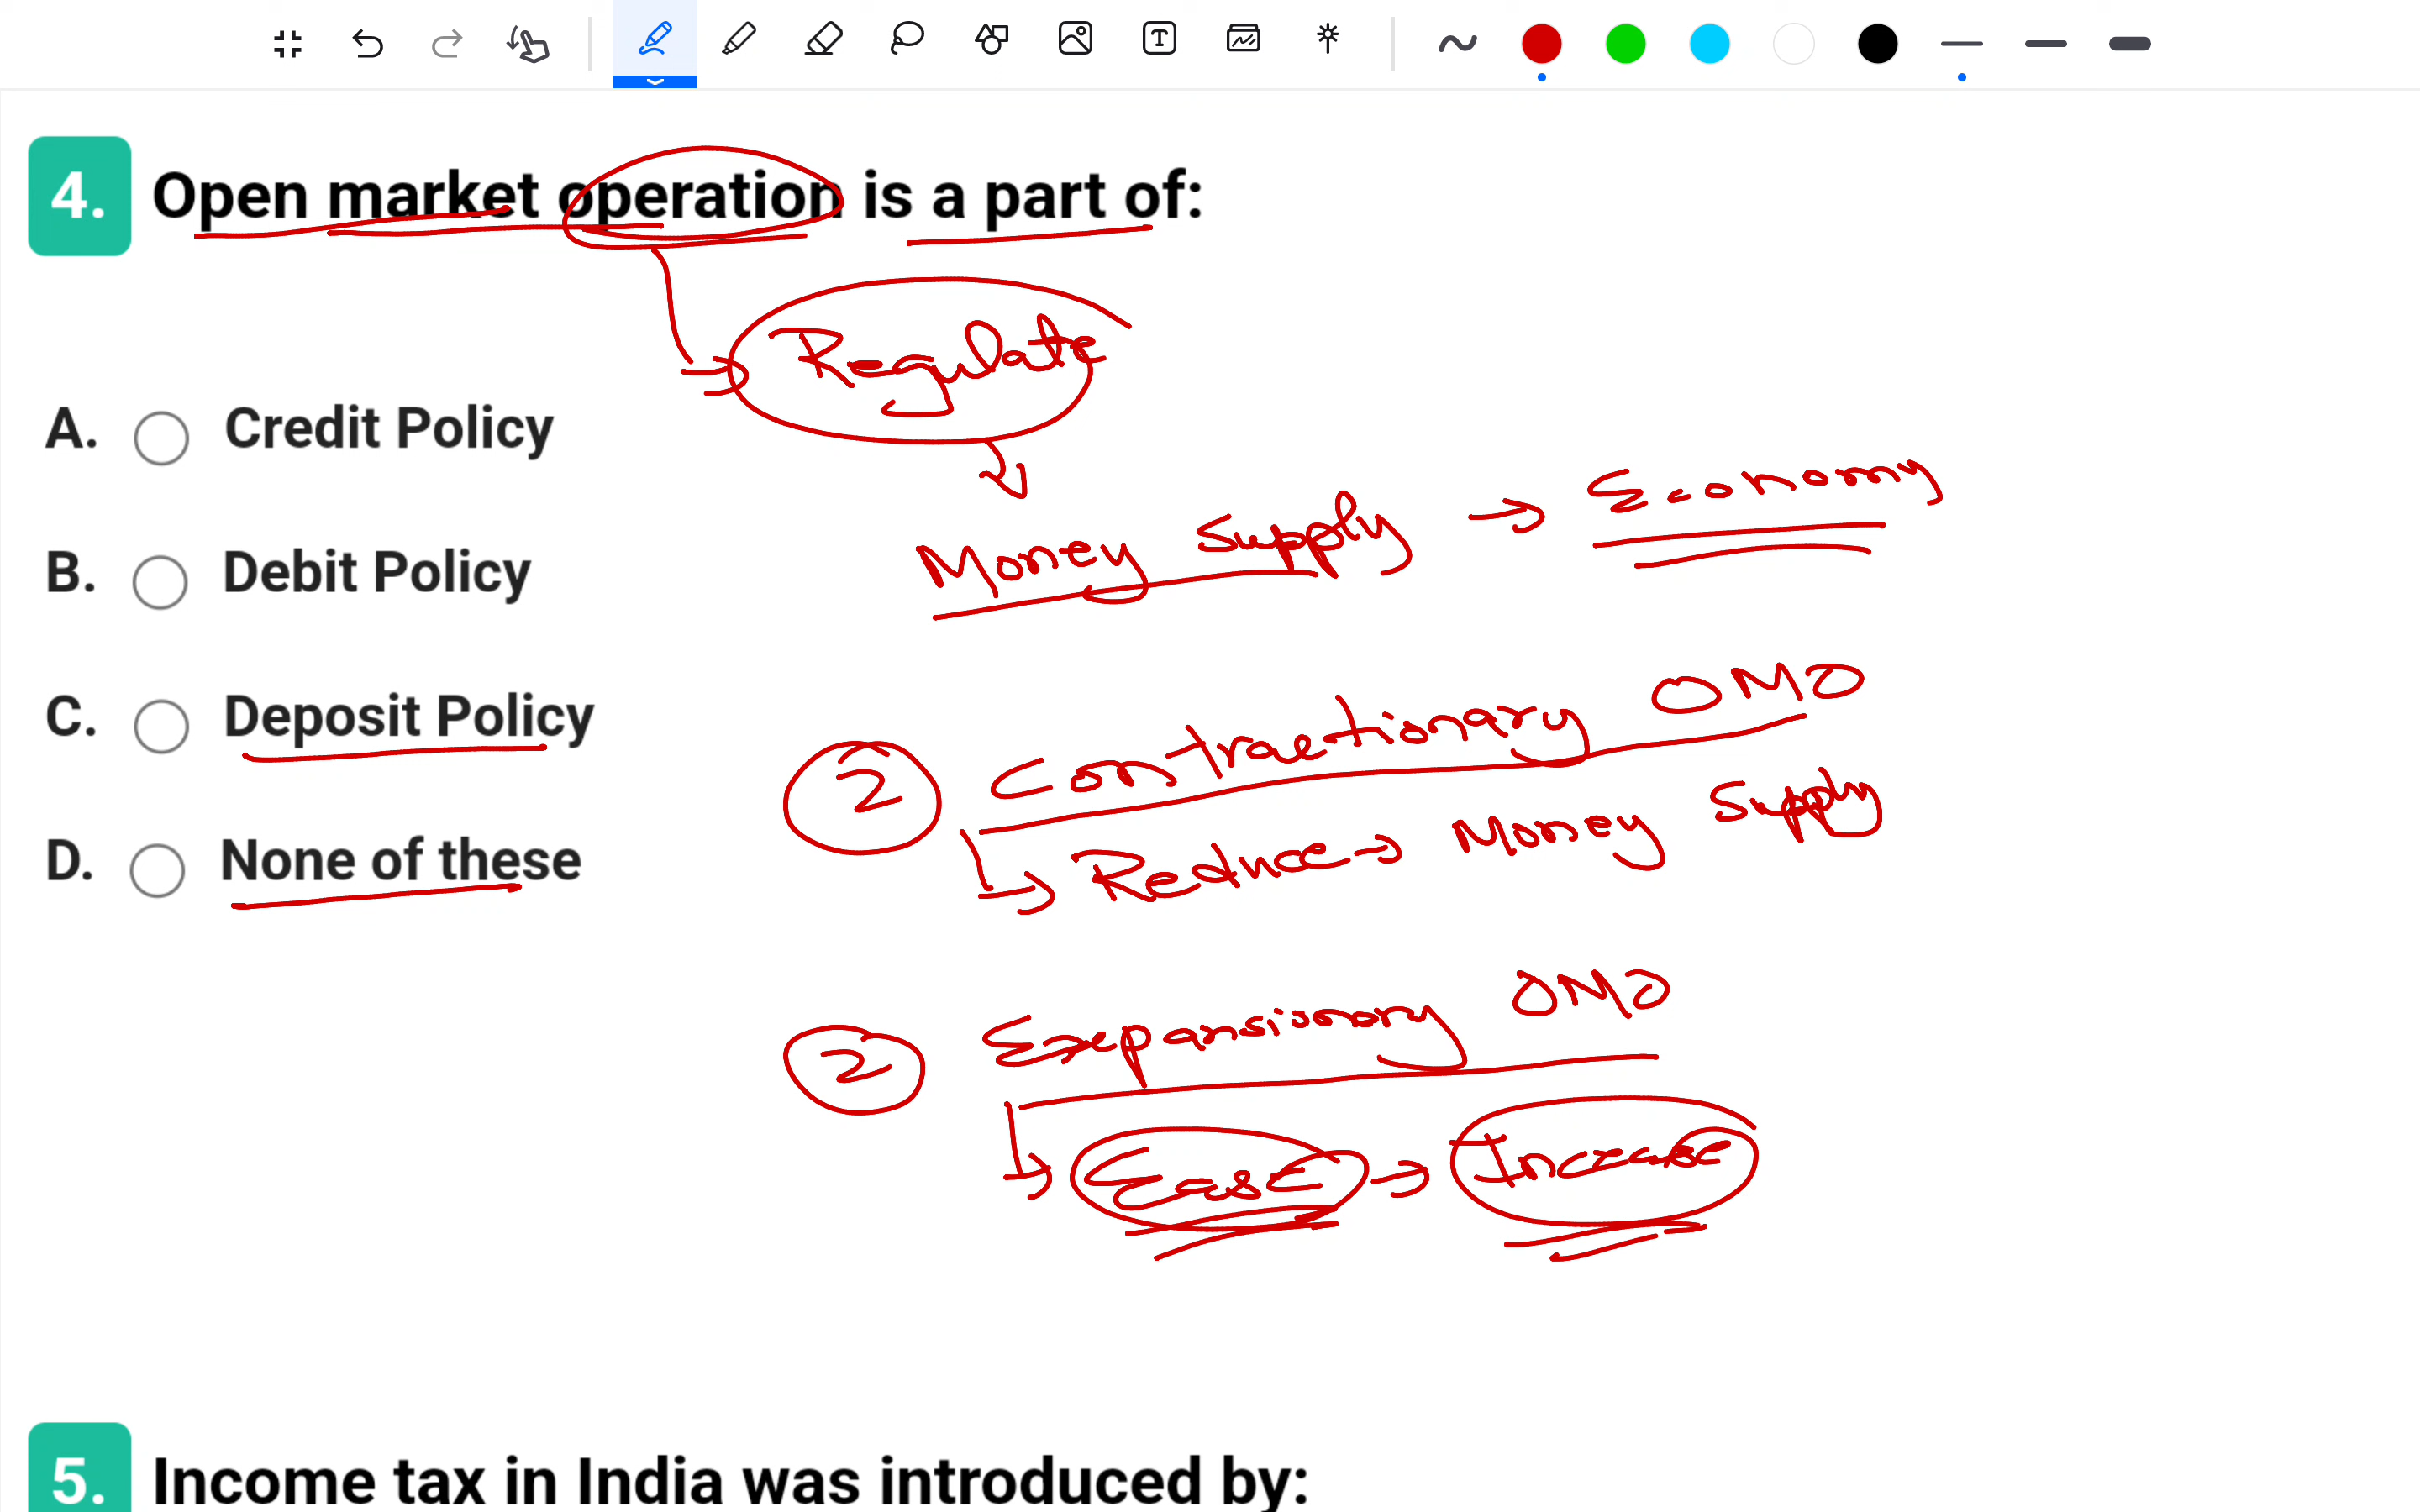 4. Open market operation is a part of:
Regulate
A. Credit Policy
Money Supply → Economy
B. Debit Policy
C. Deposit Policy
2 Contractionary OMO
Reduce → Money Supply
D. None of these
2 Expansionary OMO
Ease → Increase
5. Income tax in India was introduced by: